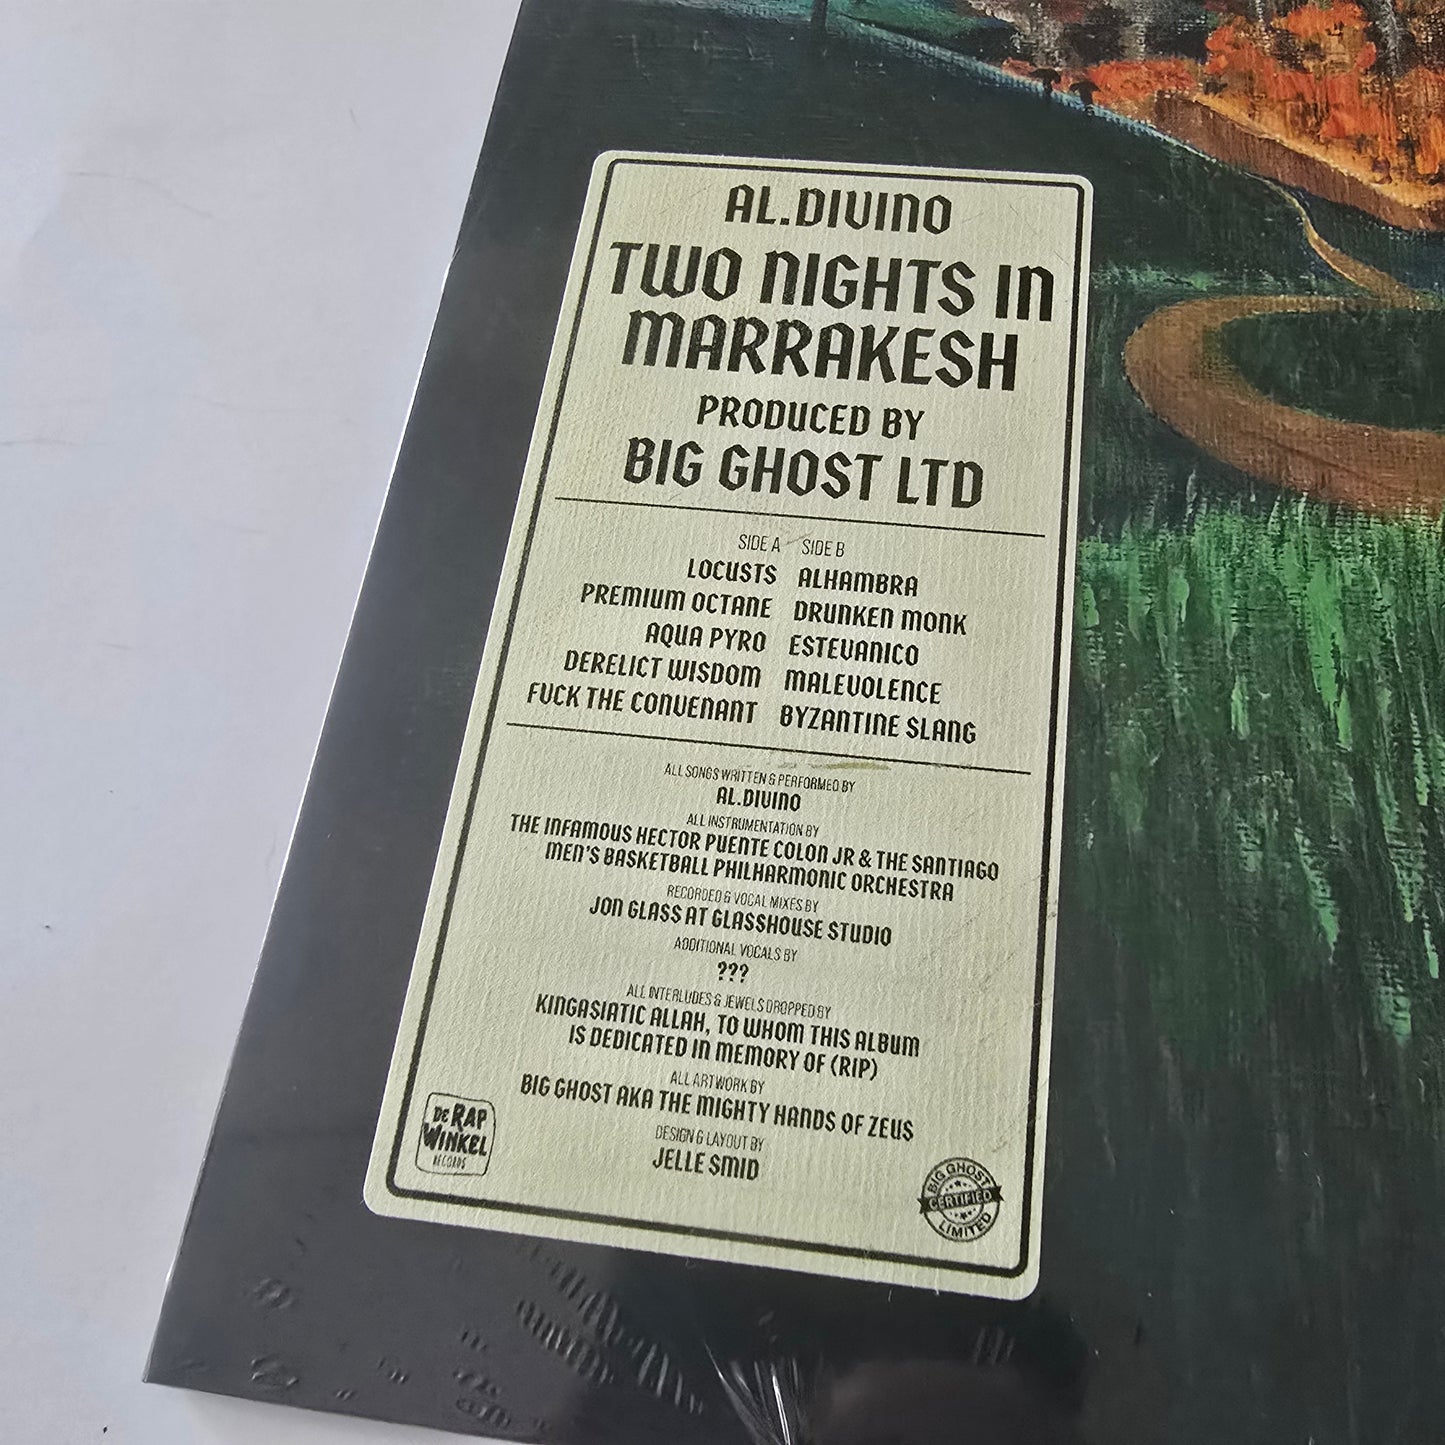 AL.DIVINO
TWO NIGHTS IN
MARRAKESH
PRODUCED BY
BIG GHOST LTD
SIDE A
LOCUSTS
PREMIUM OCTANE
AQUA PYRO
DERELICT WISDOM
FUCK THE CONVENANT
SIDE B
ALHAMBRA
DRUNKEN MONK
ESTEVANICO
MALEVOLENCE
BYZANTINE SLANG
ALL SONGS WRITTEN & PERFORMED BY
AL.DIVINO
ALL INSTRUMENTATION BY
THE INFAMOUS HECTOR PUENTE COLON JR & THE SANTIAGO
MEN'S BASKETBALL PHILHARMONIC ORCHESTRA
RECORDED & VOCAL MIXES BY
JON GLASS AT GLASSHOUSE STUDIO
ADDITIONAL VOCALS BY
???
ALL INTERLUDES & JEWELS DROPPED BY
KINGASIATIC ALLAH, TO WHOM THIS ALBUM
IS DEDICATED IN MEMORY OF (RIP)
ALL ARTWORK BY
BIG GHOST AKA THE MIGHTY HANDS OF ZEUS
DESIGN & LAYOUT BY
JELLE SMID
DE RAP
WINKEL
RECORDS
BIG GHOST
CERTIFIED
LIMITED